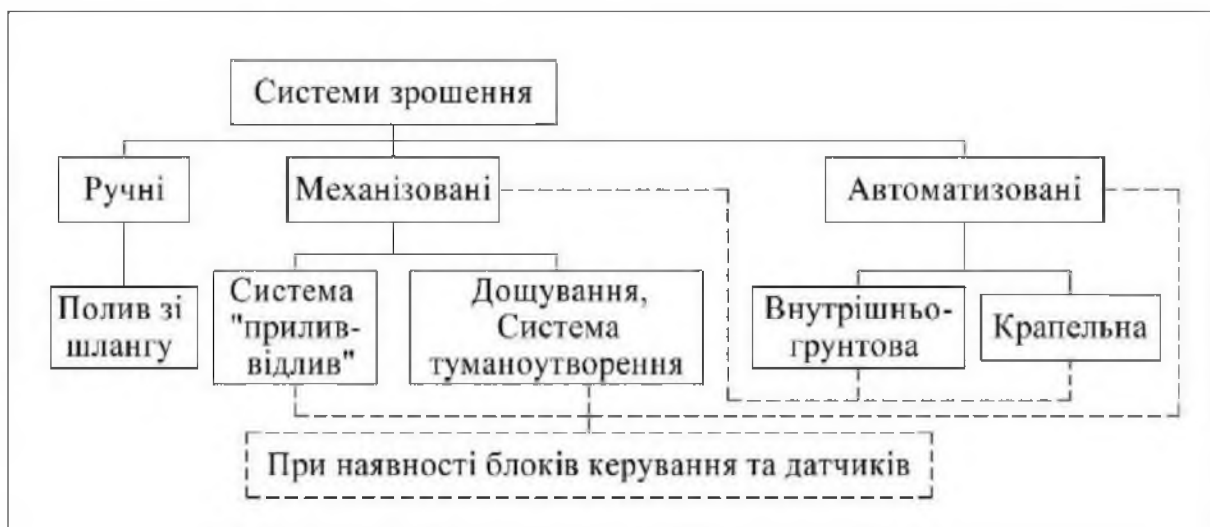 Системи зрошення
Ручні
Механізовані
Автоматизовані
Полив зі
шлангу
Система
"прилив-
відлив"
Дощування,
Система
туманоутворення
Внутрішньо-
грунтова
Крапельна
При наявності блоків керування та датчиків